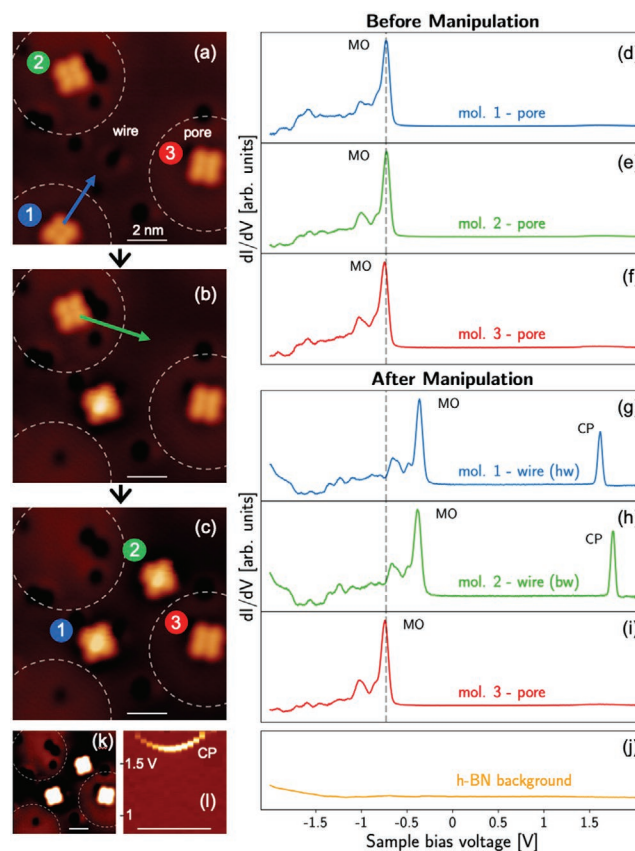 Before Manipulation
(a)
2
wire
pore
3
1
2 nm
(b)
(c)
2
1
3
(k)
1.5 V
CP
(l)
1
MO
(d)
mol. 1 - pore
MO
(e)
mol. 2 - pore
MO
(f)
mol. 3 - pore
dI/dV [arb. units]
After Manipulation
MO
(g)
CP
mol. 1 - wire (hw)
MO
(h)
CP
mol. 2 - wire (bw)
MO
(i)
mol. 3 - pore
dI/dV [arb. units]
(j)
h-BN background
-1.5 -1.0 -0.5 0.0 0.5 1.0 1.5
Sample bias voltage [V]